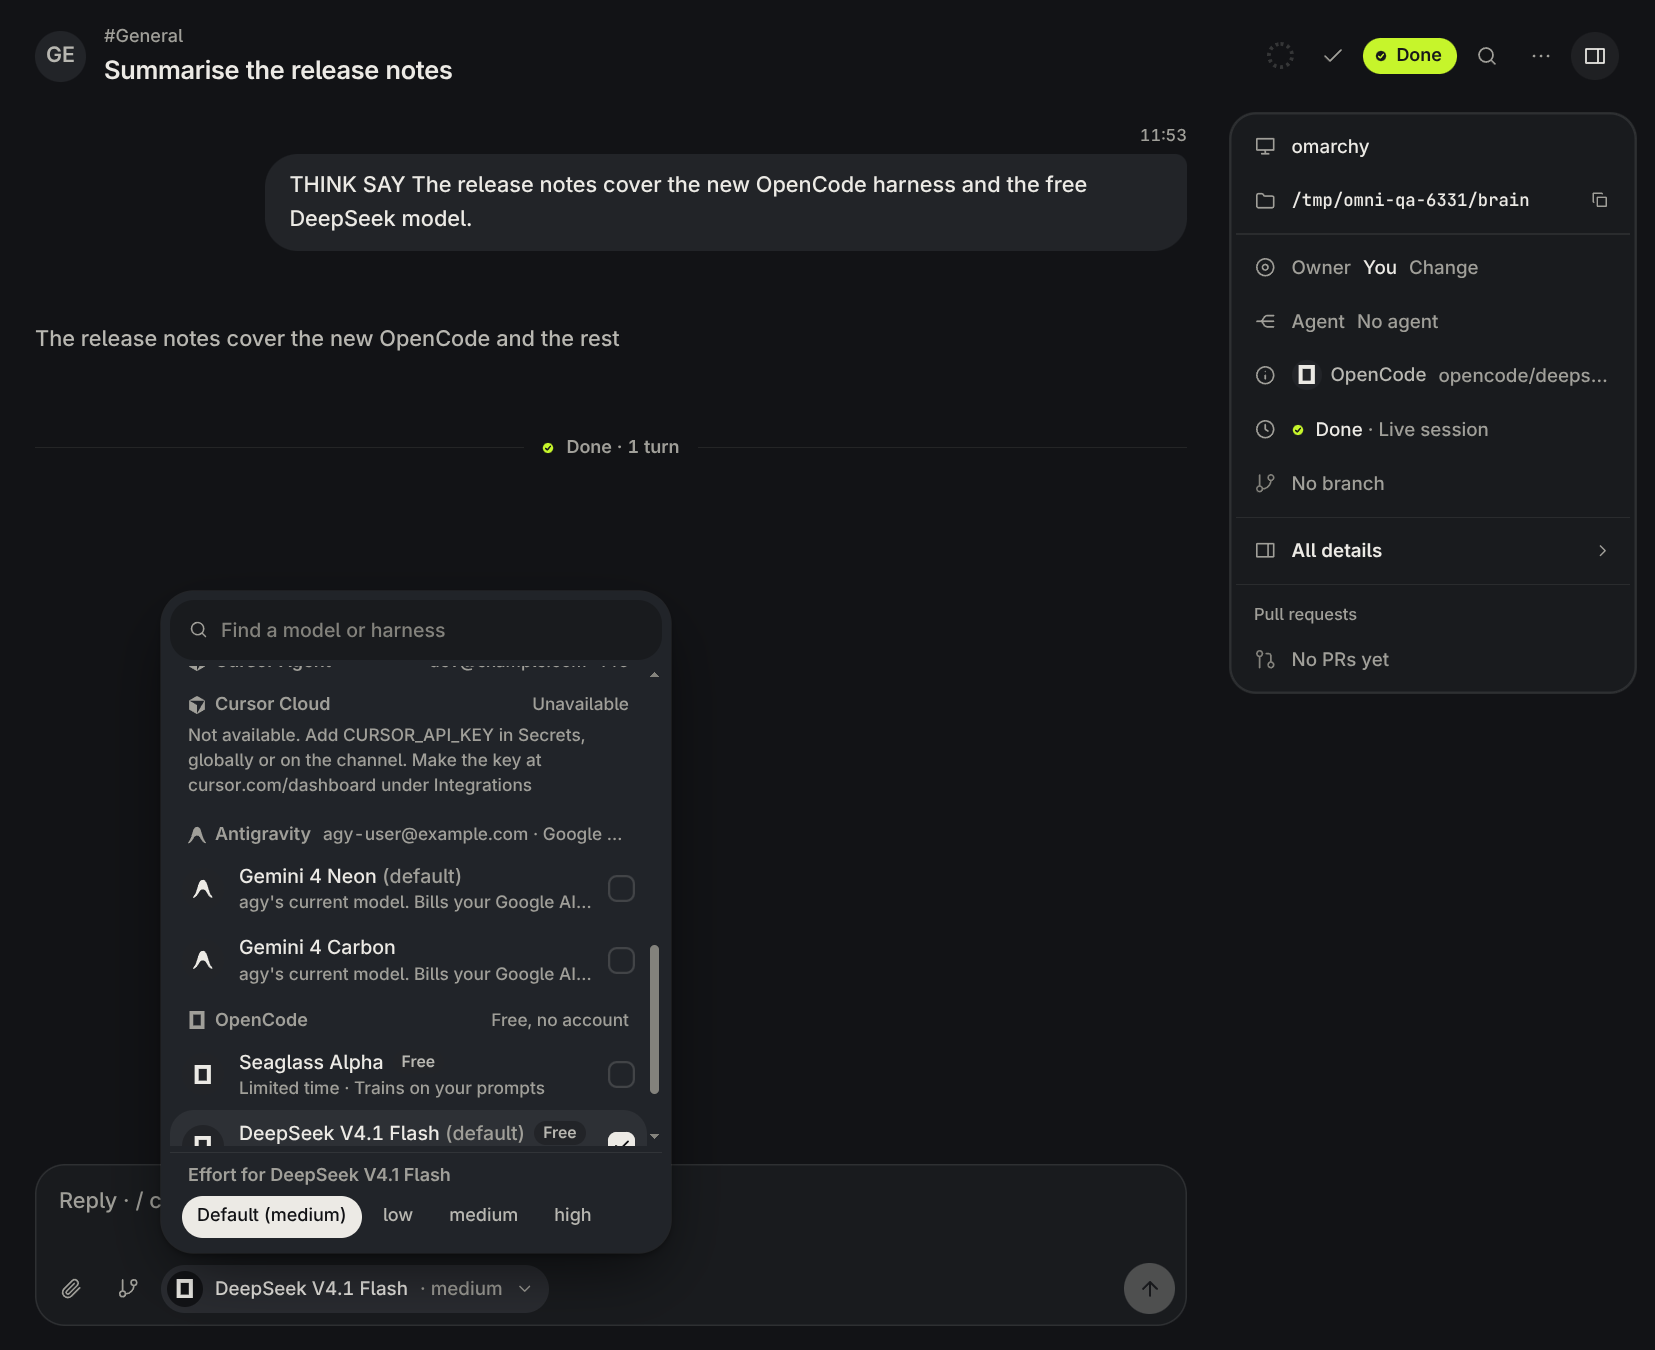 GE
#General
Summarise the release notes
Done
11:53
THINK SAY The release notes cover the new OpenCode harness and the free
DeepSeek model.
The release notes cover the new OpenCode and the rest
Done · 1 turn
omarchy
/tmp/omni-qa-6331/brain
Owner You Change
Agent No agent
OpenCode opencode/deeps...
Done · Live session
No branch
All details
Pull requests
No PRs yet
Find a model or harness
Cursor Cloud Unavailable
Not available. Add CURSOR_API_KEY in Secrets,
globally or on the channel. Make the key at
cursor.com/dashboard under Integrations
Antigravity agy-user@example.com · Google ...
Gemini 4 Neon (default)
agy's current model. Bills your Google AI...
Gemini 4 Carbon
agy's current model. Bills your Google AI...
OpenCode Free, no account
Seaglass Alpha Free
Limited time · Trains on your prompts
DeepSeek V4.1 Flash (default) Free
Effort for DeepSeek V4.1 Flash
Default (medium) low medium high
Reply · / c
DeepSeek V4.1 Flash · medium